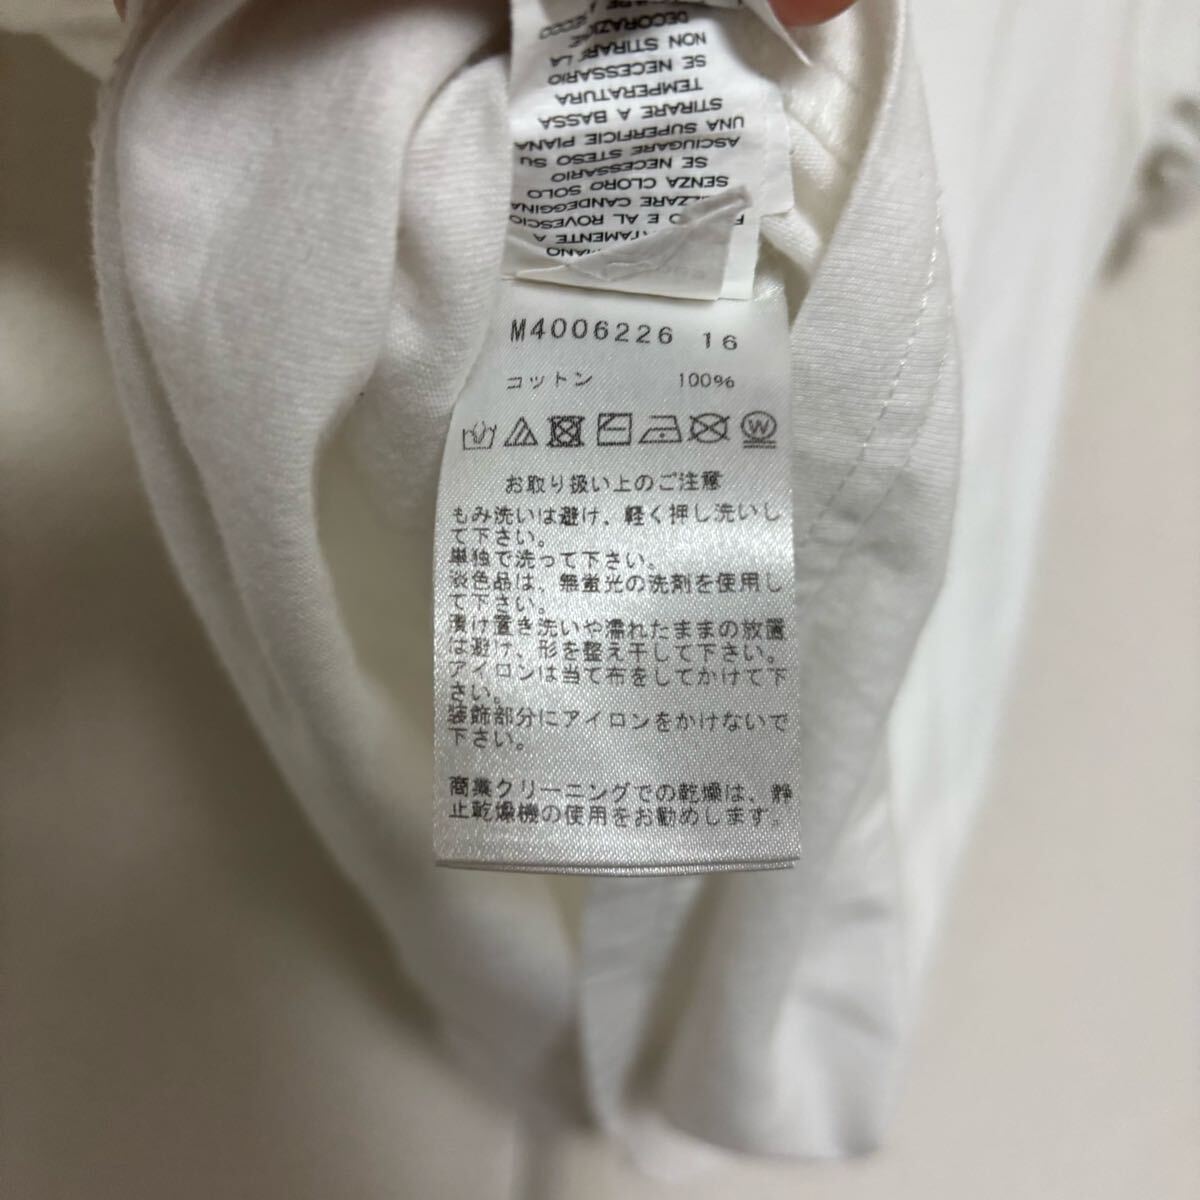 DECORAZIONE
NON STIRARE LA
SE NECESSARIO
TEMPERATURA
STIRARE A BASSA
UNA SUPERFICIE PIANA
ASCIUGARE STESO SU
SE NECESSARIO
SENZA CLORO SOLO
CANDEGGINA
E AL ROVESCIO
A
M4006226 16
コットン 100%
W
お取り扱い上のご注意
もみ洗いは避け、軽く押し洗いし
て下さい。
単独で洗って下さい。
淡色品は、無蛍光の洗剤を使用し
て下さい。
漬け置き洗いや濡れたままの放置
は避け、形を整え干して下さい。
アイロンは当て布をしてかけて下
さい。
装飾部分にアイロンをかけないで
下さい。
商業クリーニングでの乾燥は、静
止乾燥機の使用をお勧めします。